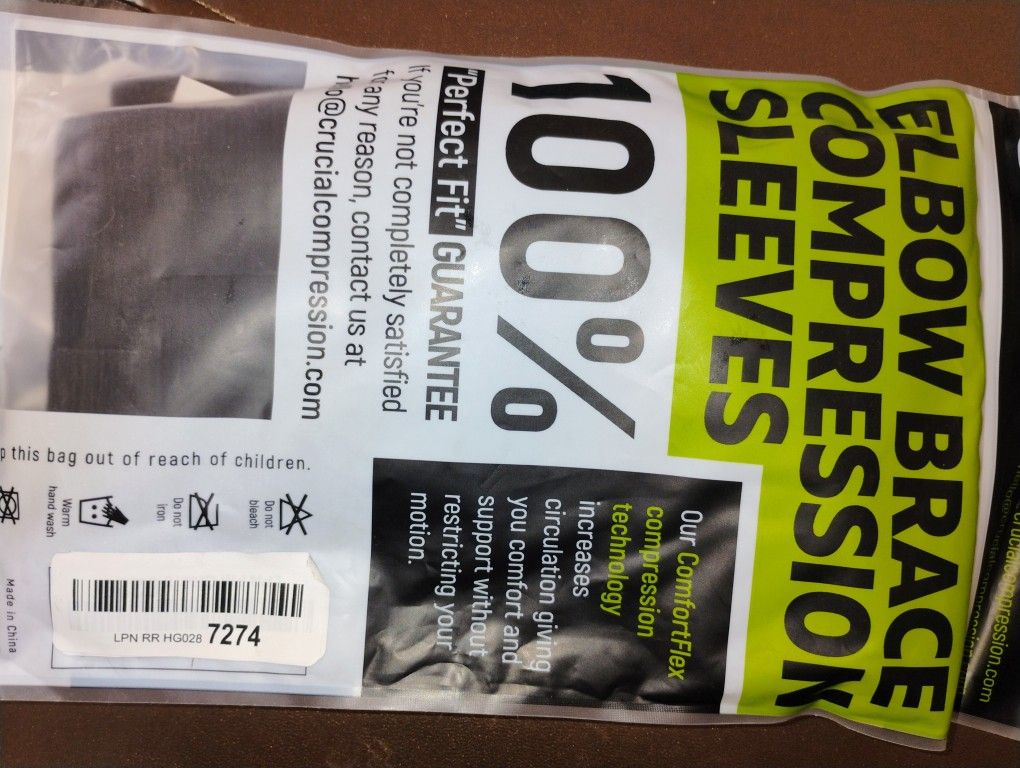 ELBOW BRACE
COMPRESSION
SLEEVES
100%
"Perfect Fit" GUARANTEE
If you're not completely satisfied
for any reason, contact us at
hello@crucialcompression.com
Our ComfortFlex
compression
technology
increases
circulation giving
you comfort and
support without
restricting your
motion.
p this bag out of reach of children.
Do not
bleach
Do not
iron
Warm
hand wash
LPN RR HG028 7274
Made in China